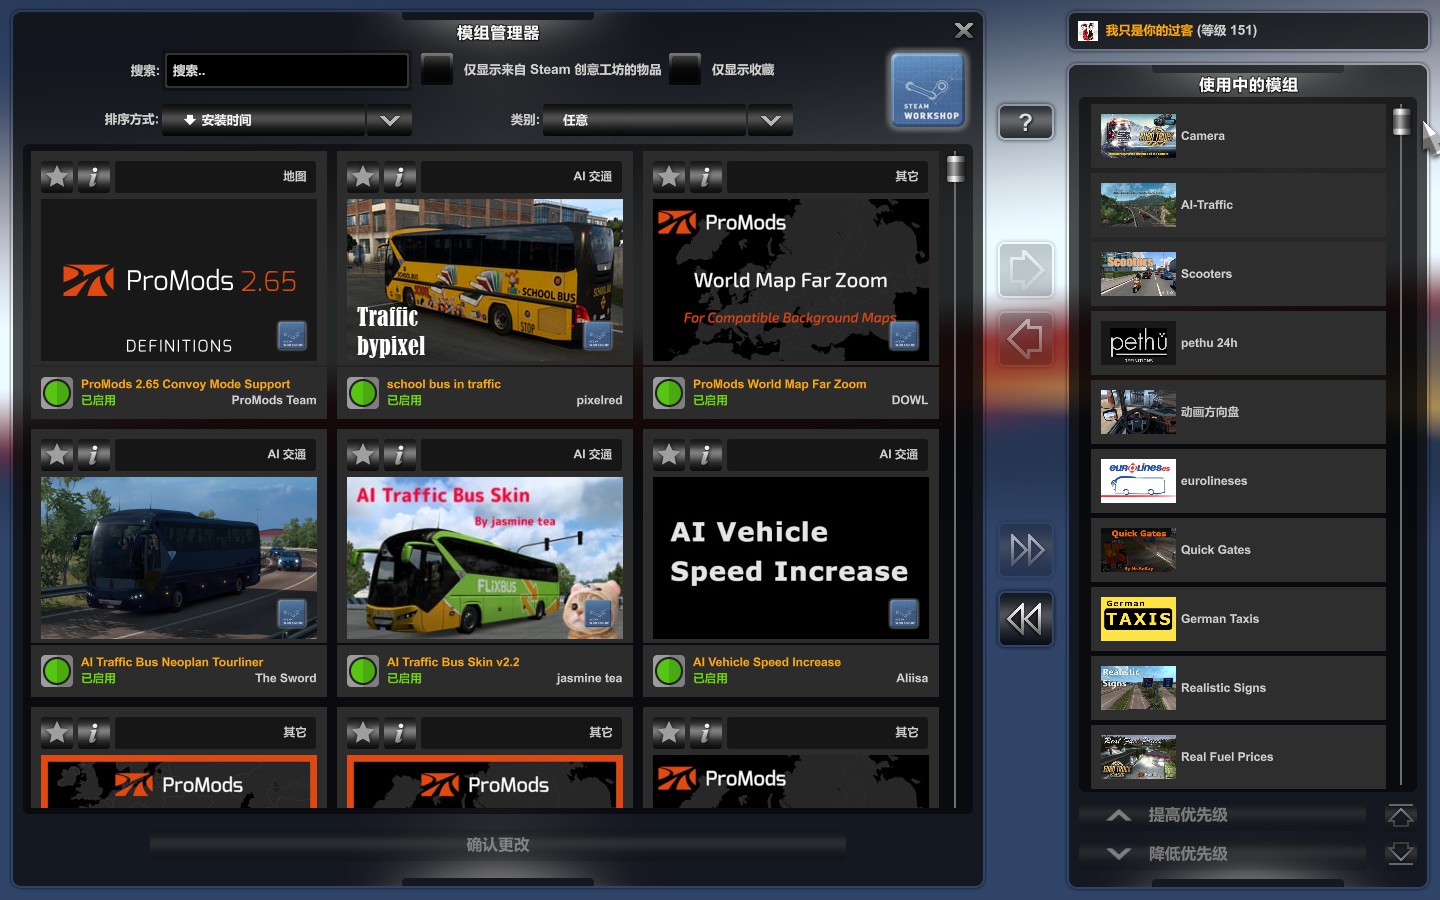 模组管理器
搜索:
搜索..
仅显示来自 Steam 创意工坊的物品
仅显示收藏
STEAM
WORKSHOP
排序方式:
安装时间
类别:
任意
地图
ProMods 2.65
DEFINITIONS
ProMods 2.65 Convoy Mode Support
已启用
ProMods Team
AI 交通
SCHOOL BUS
STOP
Traffic
bypixel
school bus in traffic
已启用
pixelred
其它
ProMods
World Map Far Zoom
For Compatible Background Maps
ProMods World Map Far Zoom
已启用
DOWL
AI 交通
AI Traffic Bus Neoplan Tourliner
已启用
The Sword
AI 交通
AI Traffic Bus Skin
By jasmine tea
FLiXBUS
AI Traffic Bus Skin v2.2
已启用
jasmine tea
AI 交通
AI Vehicle
Speed Increase
AI Vehicle Speed Increase
已启用
Aliisa
其它
ProMods
其它
ProMods
其它
ProMods
确认更改
?
我只是你的过客 (等级 151)
使用中的模组
Camera
AI-Traffic
Scooters
Scooters
pethü
DEFINITIONS
pethu 24h
动画方向盘
eurolines
es
eurolineses
Quick Gates
Quick Gates
German
TAXIS
German Taxis
Realistic
Signs
Realistic Signs
Real Fuel Prices
Real Fuel Prices
提高优先级
降低优先级